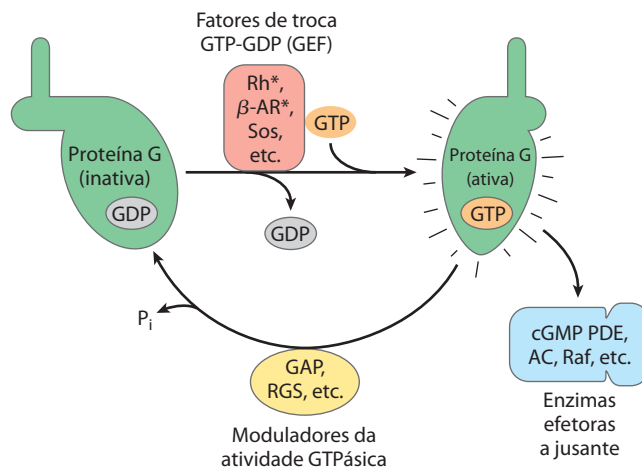 Fatores de troca
GTP-GDP (GEF)
Rh*,
β-AR*,
Sos,
etc.
GTP
Proteína G
(inativa)
GDP
GDP
Proteína G
(ativa)
GTP
Pi
GAP,
RGS, etc.
Moduladores da
atividade GTPásica
cGMP PDE,
AC, Raf, etc.
Enzimas
efetoras
a jusante